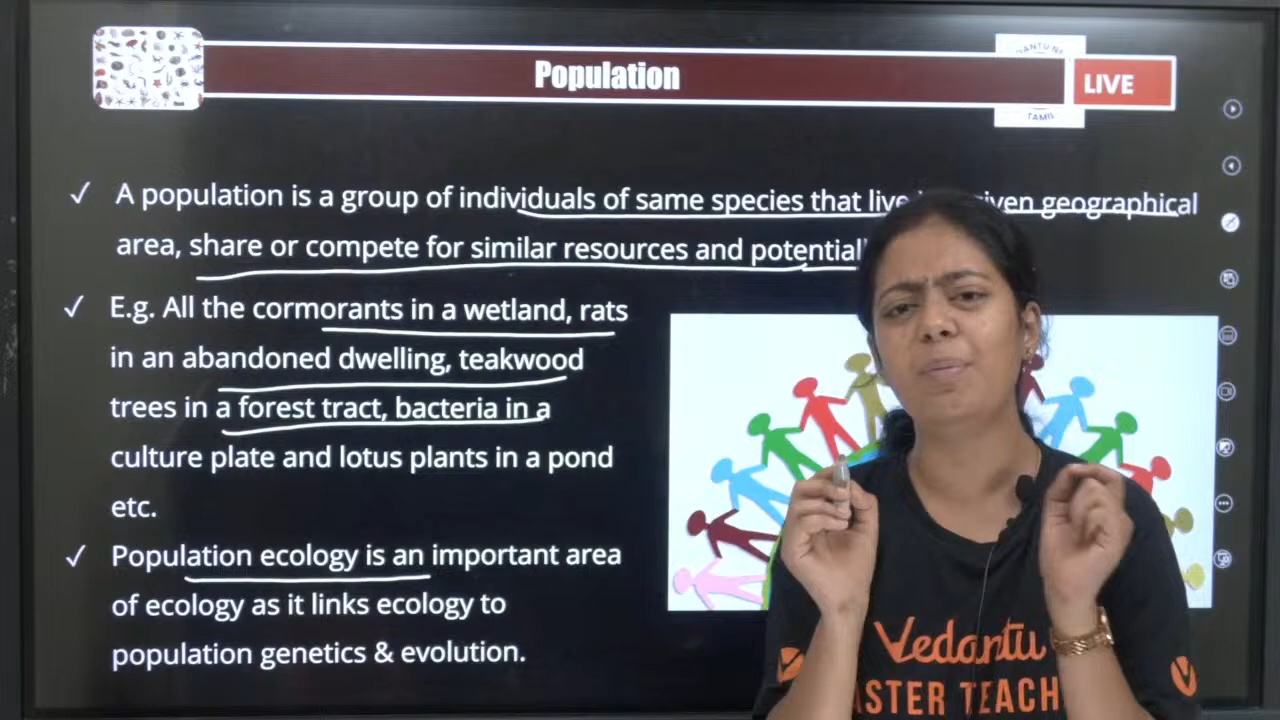 Population
LIVE
TAMIL
✓ A population is a group of individuals of same species that live given geographical
area, share or compete for similar resources and
✓ E.g. All the cormorants in a wetland, rats
in an abandoned dwelling, teakwood
trees in a forest tract, bacteria in a
culture plate and lotus plants in a pond
etc.
✓ Population ecology is an important area
of ecology as it links ecology to
population genetics & evolution.
Vedantu